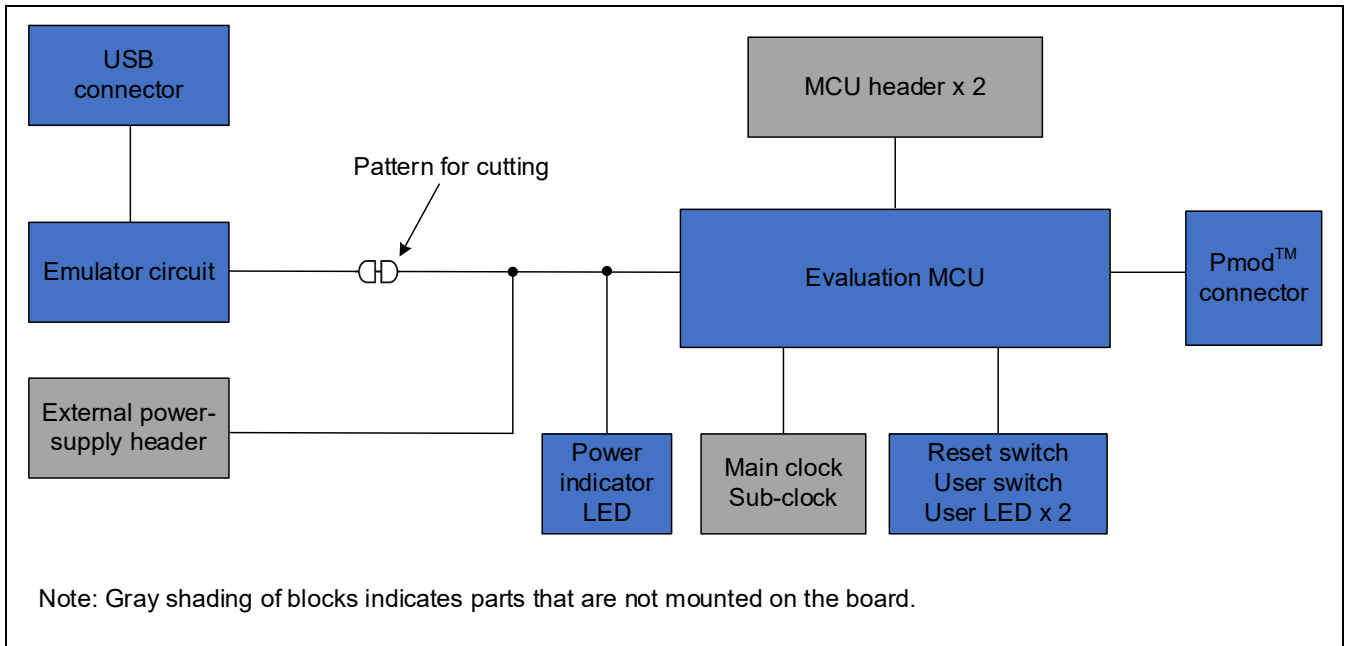 USB
connector
MCU header x 2
Pattern for cutting
Emulator circuit
Evaluation MCU
Pmod™
connector
External power-
supply header
Power
indicator
LED
Main clock
Sub-clock
Reset switch
User switch
User LED x 2
Note: Gray shading of blocks indicates parts that are not mounted on the board.